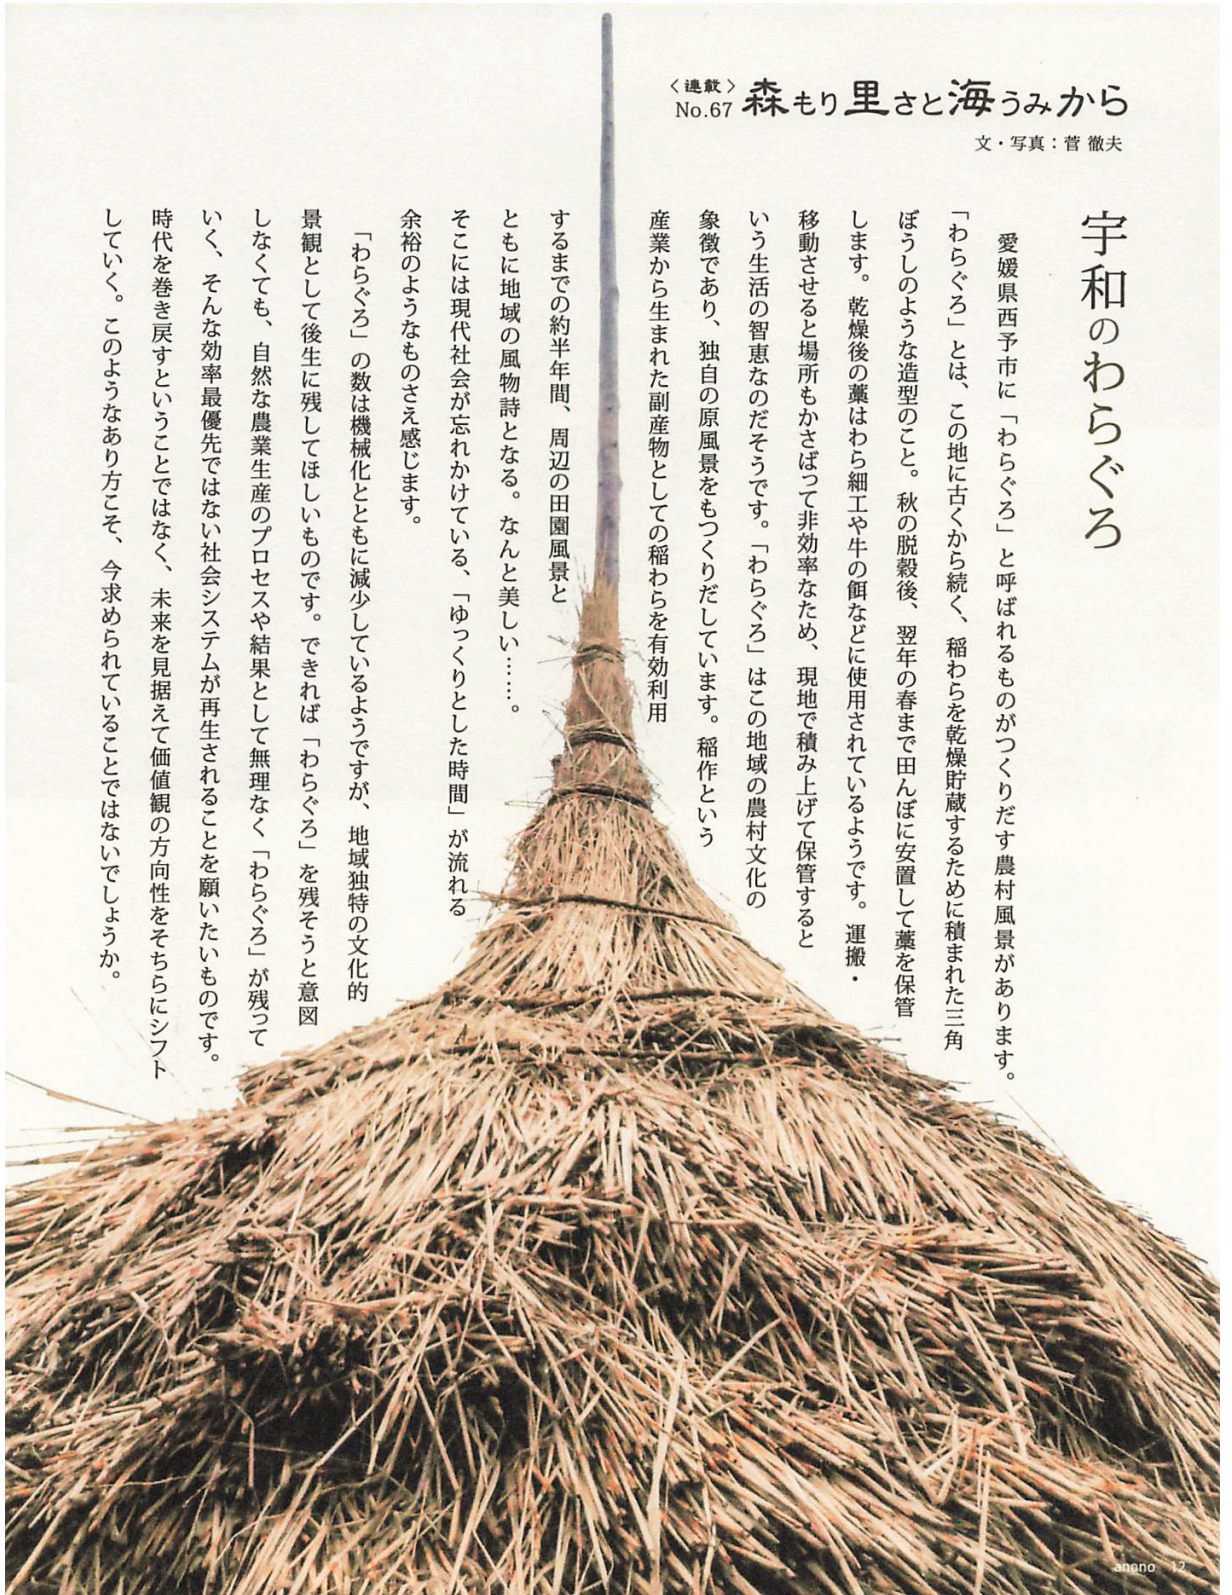 〈連載〉
No.67
森もり里さと海うみから
文・写真：菅 徹夫
宇和のわらぐろ
愛媛県西予市に「わらぐろ」と呼ばれるものがつくりだす農村風景があります。
「わらぐろ」とは、この地に古くから続く、稲わらを乾燥貯蔵するために積まれた三角
ぼうしのような造型のこと。秋の脱穀後、翌年の春まで田んぼに安置して藁を保管
します。乾燥後の藁はわら細工や牛の餌などに使用されているようです。運搬・
移動させると場所もかさばって非効率なため、現地で積み上げて保管すると
いう生活の智恵なのだそうです。「わらぐろ」はこの地域の農村文化の
象徴であり、独自の原風景をもつくりだしています。稲作という
産業から生まれた副産物としての稲わらを有効利用
するまでの約半年間、周辺の田園風景と
ともに地域の風物詩となる。なんと美しい……。
そこには現代社会が忘れかけている、「ゆっくりとした時間」が流れる
余裕のようなものさえ感じます。
「わらぐろ」の数は機械化とともに減少しているようですが、地域独特の文化的
景観として後生に残してほしいものです。できれば「わらぐろ」を残そうと意図
しなくても、自然な農業生産のプロセスや結果として無理なく「わらぐろ」が残って
いく、そんな効率最優先ではない社会システムが再生されることを願いたいものです。
時代を巻き戻すということではなく、未来を見据えて価値観の方向性をそちらにシフト
していく。このようなあり方こそ、今求められていることではないでしょうか。
annno 12